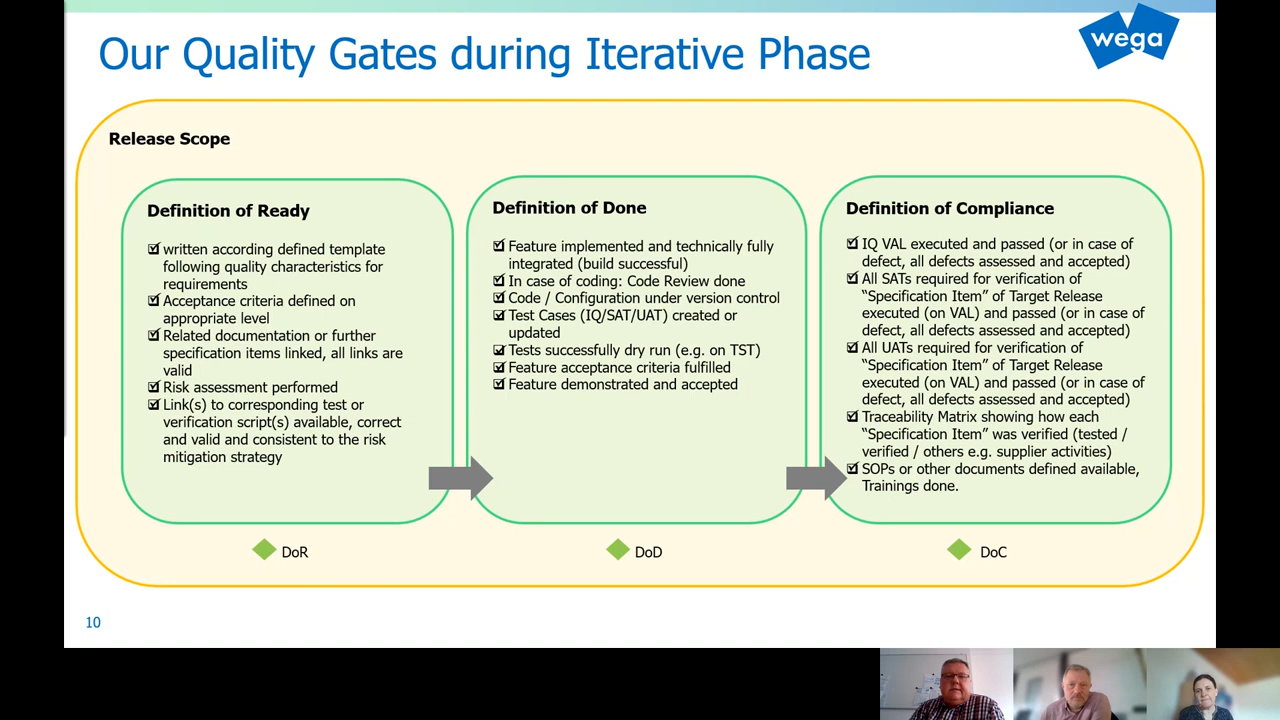 Our Quality Gates during Iterative Phase
wega
Release Scope
Definition of Ready
written according defined template
following quality characteristics for
requirements
Acceptance criteria defined on
appropriate level
Related documentation or further
specification items linked, all links are
valid
Risk assessment performed
Link(s) to corresponding test or
verification script(s) available, correct
and valid and consistent to the risk
mitigation strategy
Definition of Done
Feature implemented and technically fully
integrated (build successful)
In case of coding: Code Review done
Code / Configuration under version control
Test Cases (IQ/SAT/UAT) created or
updated
Tests successfully dry run (e.g. on TST)
Feature acceptance criteria fulfilled
Feature demonstrated and accepted
Definition of Compliance
IQ VAL executed and passed (or in case of
defect, all defects assessed and accepted)
All SATs required for verification of
“Specification Item” of Target Release
executed (on VAL) and passed (or in case of
defect, all defects assessed and accepted)
All UATs required for verification of
“Specification Item” of Target Release
executed (on VAL) and passed (or in case of
defect, all defects assessed and accepted)
Traceability Matrix showing how each
“Specification Item” was verified (tested /
verified / others e.g. supplier activities)
SOPs or other documents defined available,
Trainings done.
DoR
DoD
DoC
10